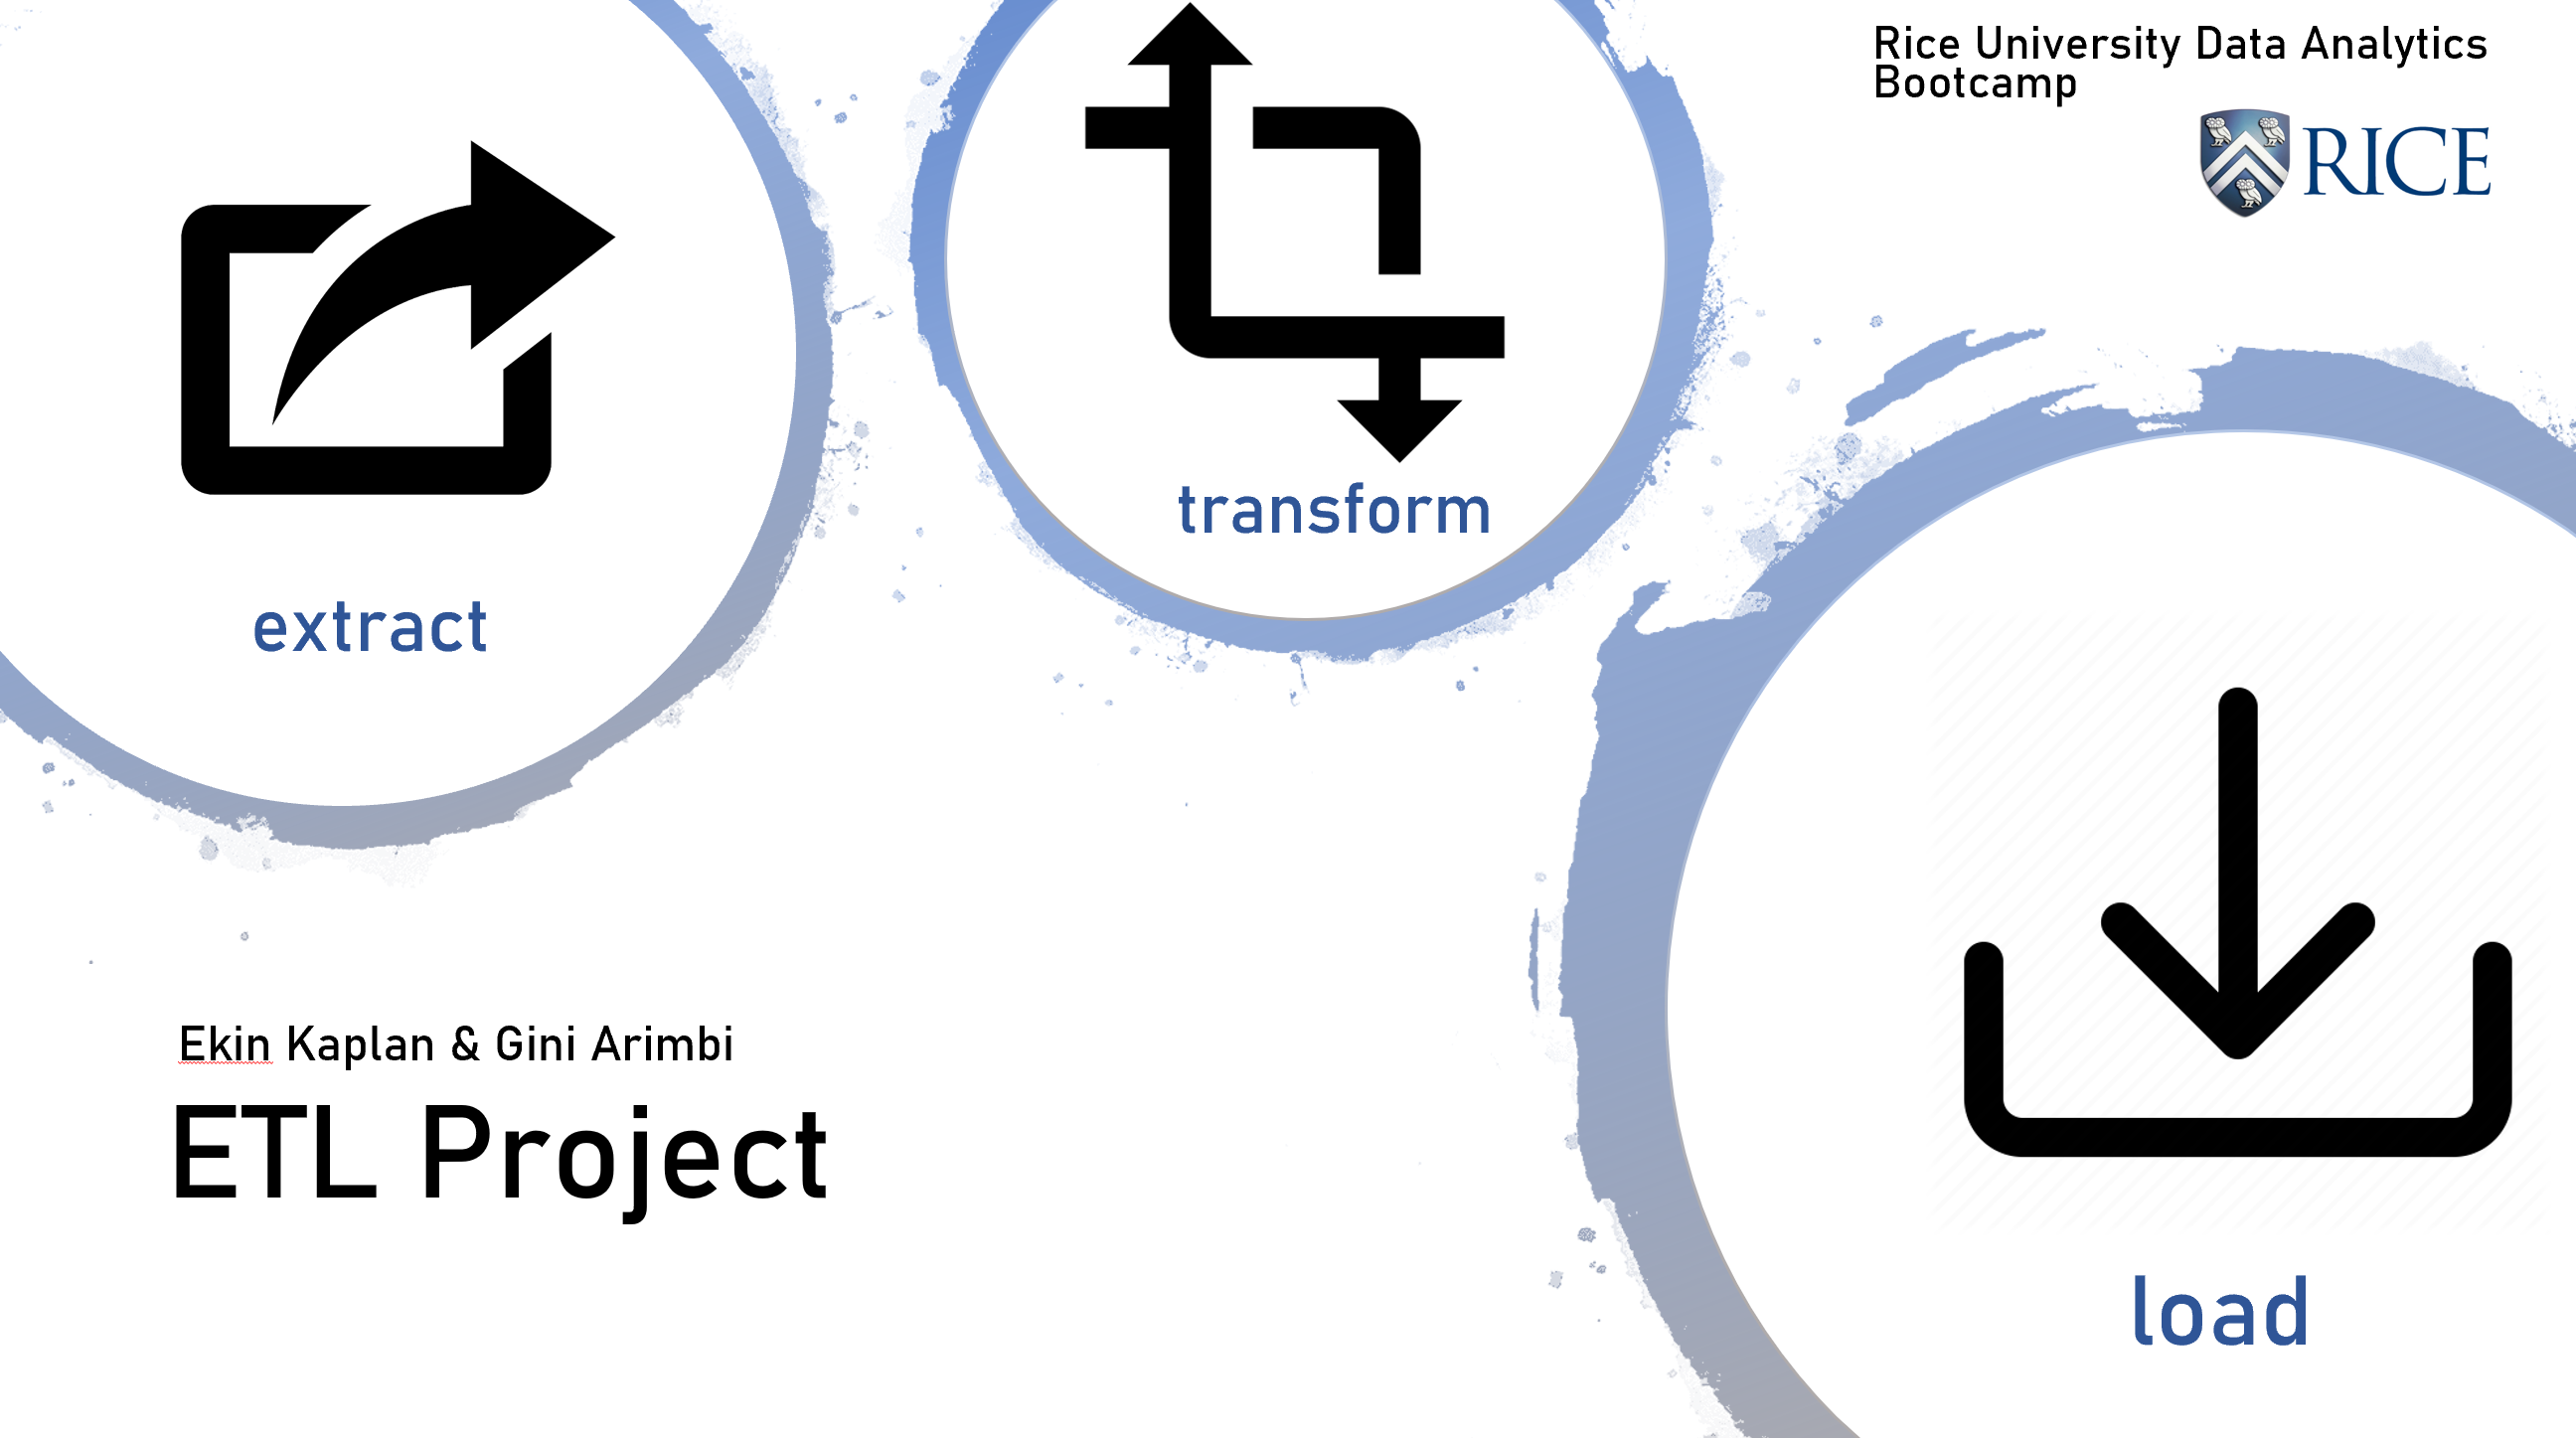 Rice University Data Analytics
Bootcamp
RICE
extract
transform
load
Ekin Kaplan & Gini Arimbi
ETL Project